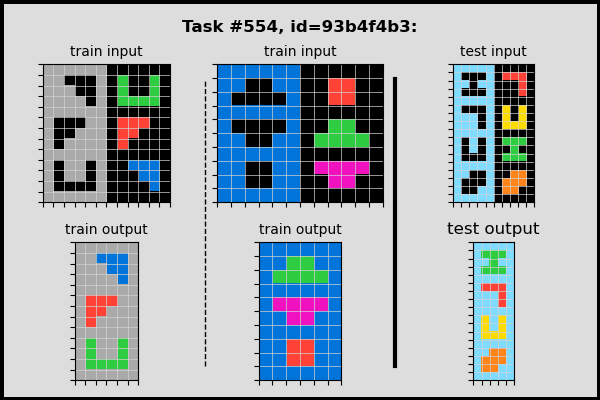 Task #554, id=93b4f4b3:
train input
train input
test input
train output
train output
test output